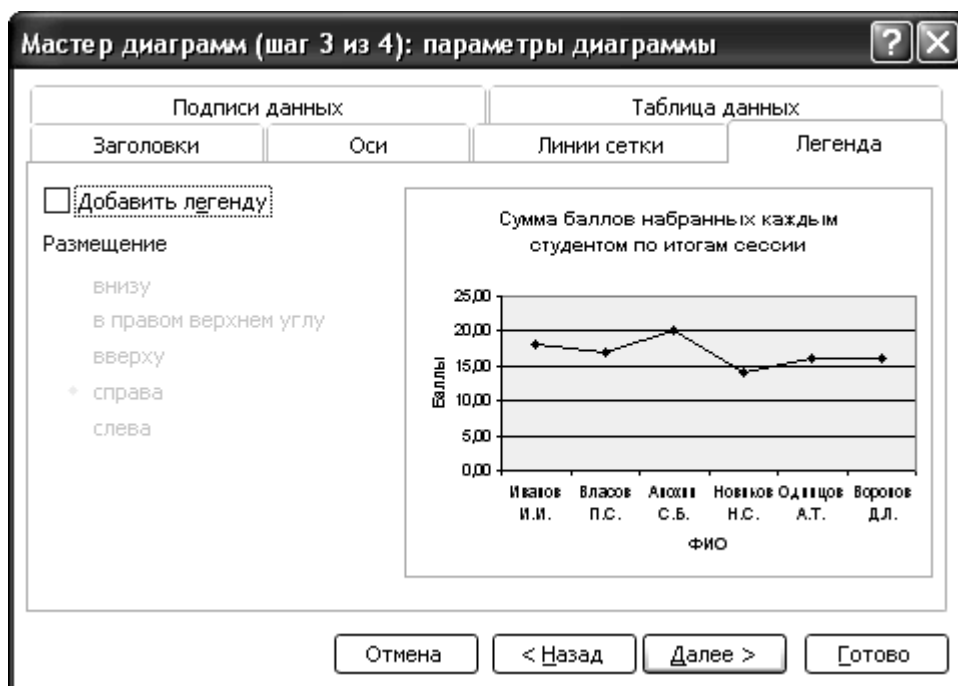 Мастер диаграмм (шаг 3 из 4): параметры диаграммы
Подписи данных
Таблица данных
Заголовки
Оси
Линии сетки
Легенда
Добавить легенду
Размещение
внизу
в правом верхнем углу
вверху
справа
слева
Сумма баллов набранных каждым
студентом по итогам сессии
25,00
20,00
15,00
10,00
5,00
0,00
Баллы
Иванов Власов Анохин Новиков Одинцов Воронов
И.И. П.С. С.Б. Н.С. А.Т. Д.Л.
ФИО
Отмена
< Назад
Далее >
Готово